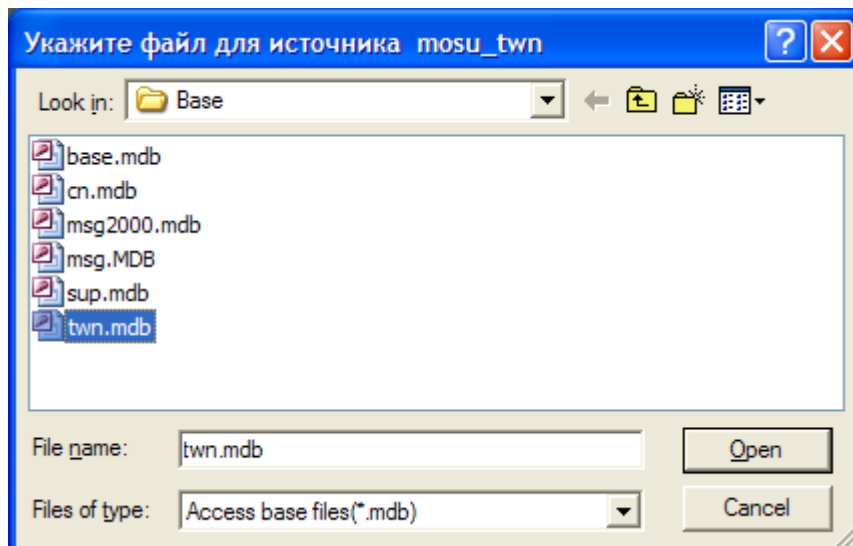 Укажите файл для источника mosu_twn
Look in: Base
base.mdb
cn.mdb
msg2000.mdb
msg.MDB
sup.mdb
twn.mdb
File name: twn.mdb Open
Files of type: Access base files(*.mdb) Cancel